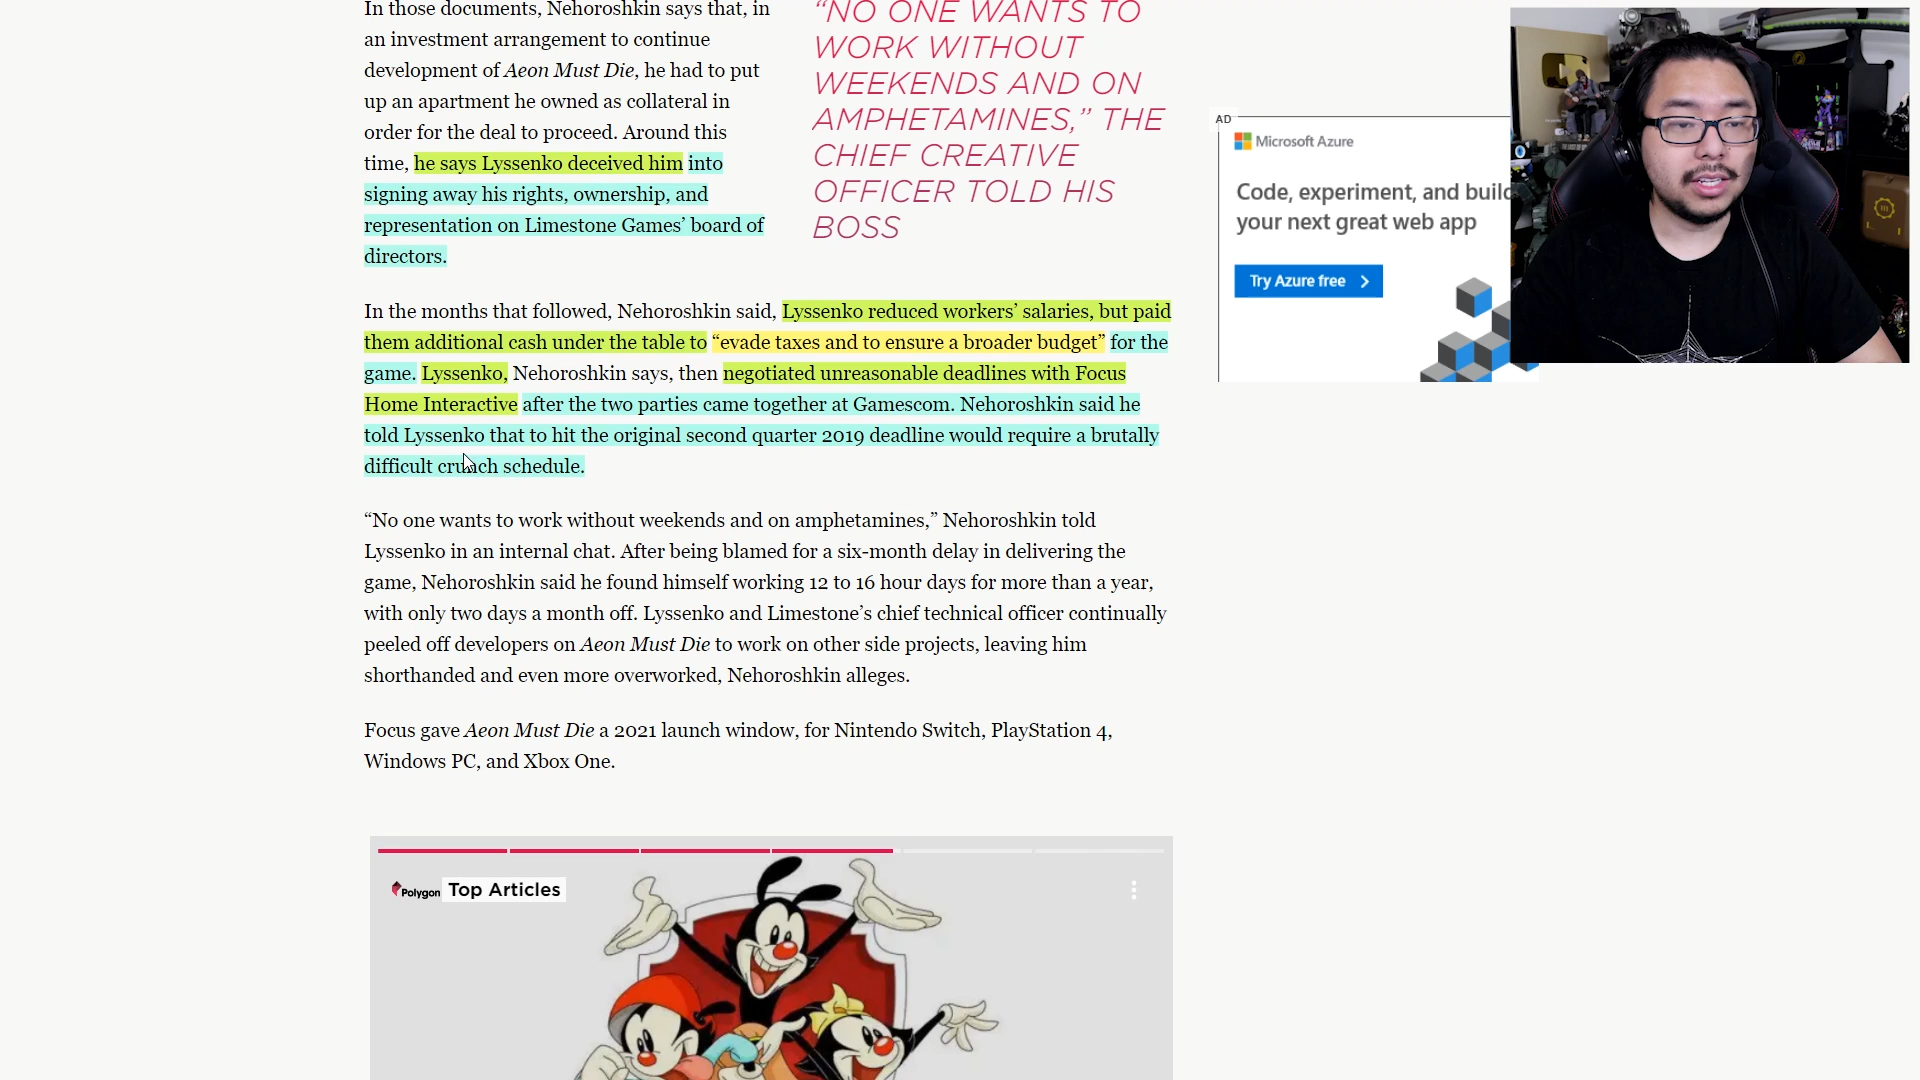 In those documents, Nehoroshkin says that, in
an investment arrangement to continue
development of Aeon Must Die, he had to put
up an apartment he owned as collateral in
order for the deal to proceed. Around this
time, he says Lyssenko deceived him into
signing away his rights, ownership, and
representation on Limestone Games’ board of
directors.
“NO ONE WANTS TO
WORK WITHOUT
WEEKENDS AND ON
AMPHETAMINES,” THE
CHIEF CREATIVE
OFFICER TOLD HIS
BOSS
AD
Microsoft Azure
Code, experiment, and build
your next great web app
Try Azure free
In the months that followed, Nehoroshkin said, Lyssenko reduced workers’ salaries, but paid
them additional cash under the table to “evade taxes and to ensure a broader budget” for the
game. Lyssenko, Nehoroshkin says, then negotiated unreasonable deadlines with Focus
Home Interactive after the two parties came together at Gamescom. Nehoroshkin said he
told Lyssenko that to hit the original second quarter 2019 deadline would require a brutally
difficult crunch schedule.
“No one wants to work without weekends and on amphetamines,” Nehoroshkin told
Lyssenko in an internal chat. After being blamed for a six-month delay in delivering the
game, Nehoroshkin said he found himself working 12 to 16 hour days for more than a year,
with only two days a month off. Lyssenko and Limestone’s chief technical officer continually
peeled off developers on Aeon Must Die to work on other side projects, leaving him
shorthanded and even more overworked, Nehoroshkin alleges.
Focus gave Aeon Must Die a 2021 launch window, for Nintendo Switch, PlayStation 4,
Windows PC, and Xbox One.
Polygon Top Articles